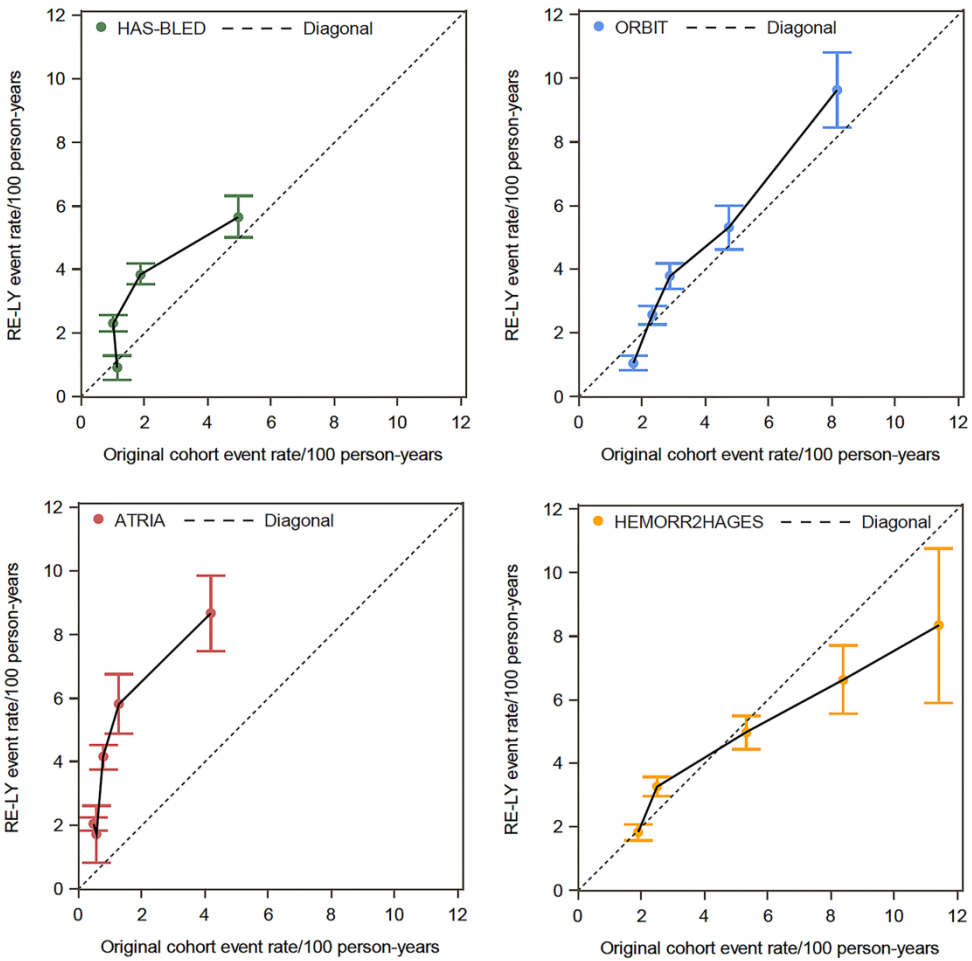 HAS-BLED Diagonal
RE-LY event rate/100 person-years
12
10
8
6
4
2
0
0 2 4 6 8 10 12
Original cohort event rate/100 person-years
ORBIT Diagonal
RE-LY event rate/100 person-years
12
10
8
6
4
2
0
0 2 4 6 8 10 12
Original cohort event rate/100 person-years
ATRIA Diagonal
RE-LY event rate/100 person-years
12
10
8
6
4
2
0
0 2 4 6 8 10 12
Original cohort event rate/100 person-years
HEMORR2HAGES Diagonal
RE-LY event rate/100 person-years
12
10
8
6
4
2
0
0 2 4 6 8 10 12
Original cohort event rate/100 person-years